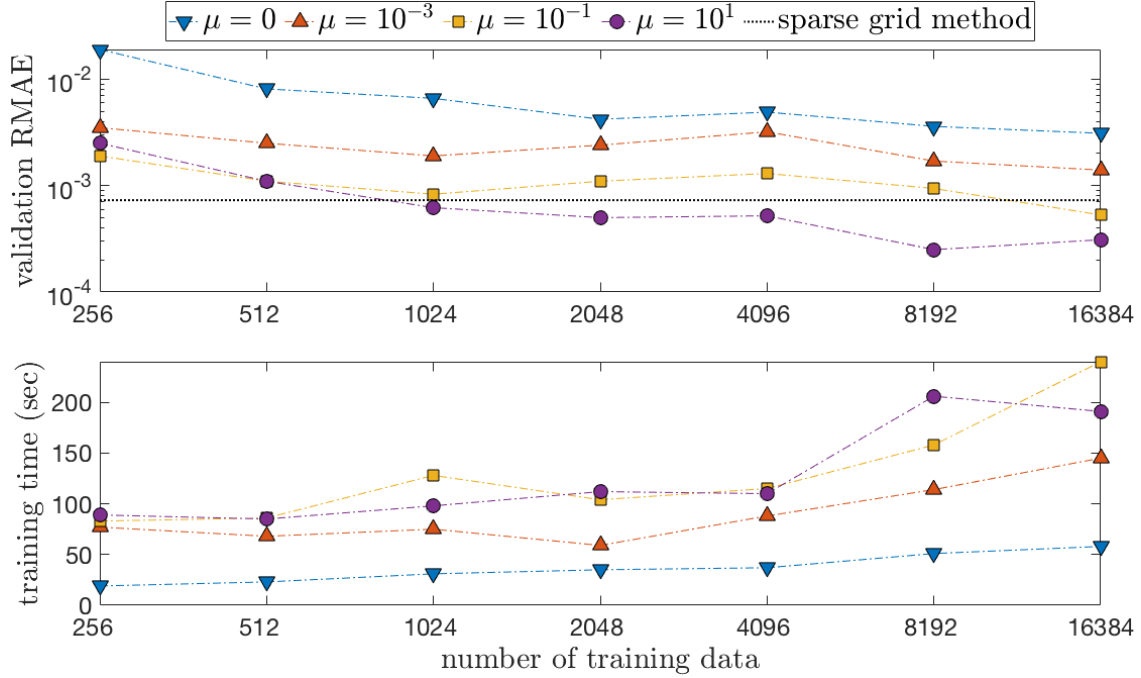 μ = 0 μ = 10⁻³ μ = 10⁻¹ μ = 10¹ sparse grid method
validation RMAE
10⁻²
10⁻³
10⁻⁴
256 512 1024 2048 4096 8192 16384
training time (sec)
200
150
100
50
0
256 512 1024 2048 4096 8192 16384
number of training data